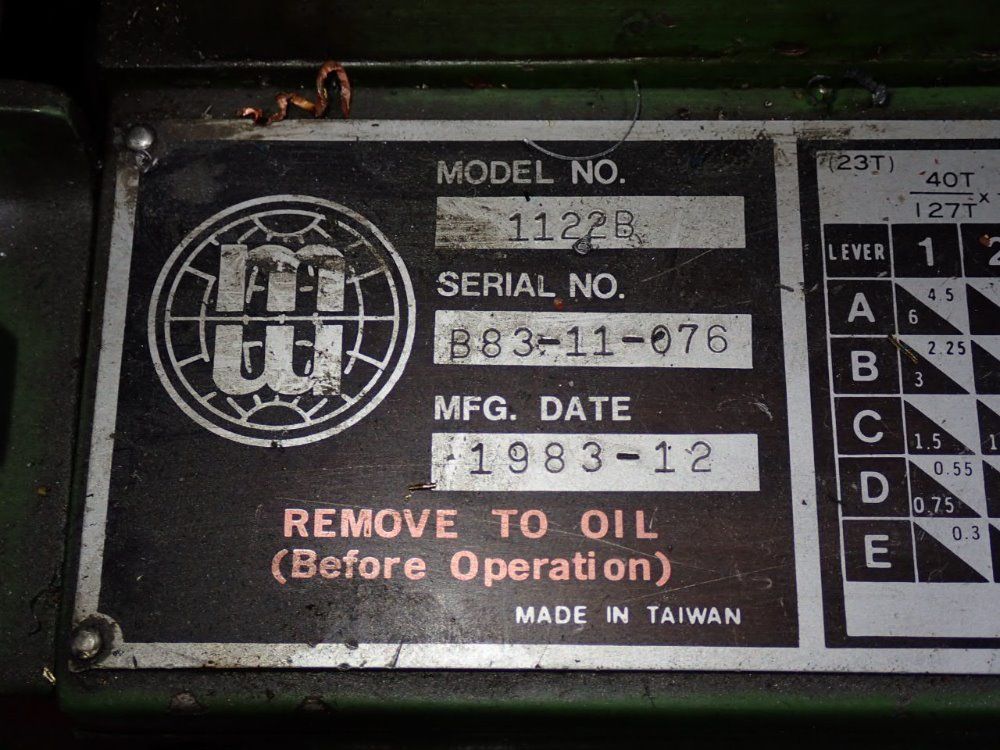 MODEL NO.
1122B
SERIAL NO.
B83-11-076
MFG. DATE
1983-12
REMOVE TO OIL
(Before Operation)
MADE IN TAIWAN
(23T)
40T
127T
×
LEVER 1 2
A 4.5
6
B 2.25
3
C 1.5 1
D 0.55
0.75
E 0.3